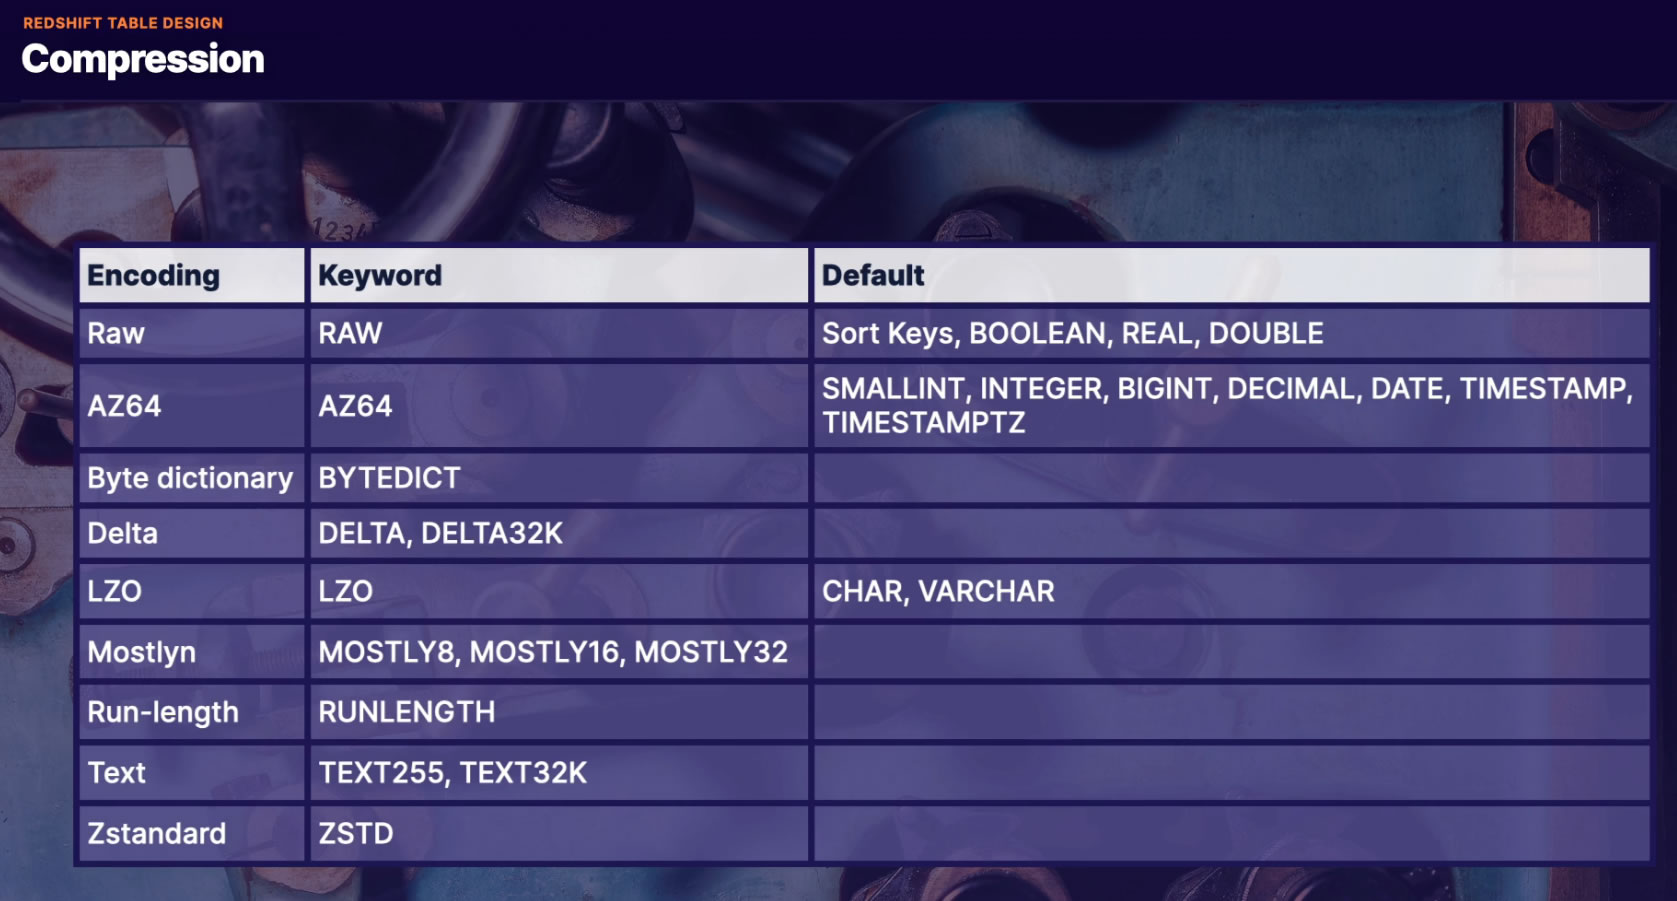 REDSHIFT TABLE DESIGN
Compression
1234
Encoding Keyword Default
Raw RAW Sort Keys, BOOLEAN, REAL, DOUBLE
AZ64 AZ64 SMALLINT, INTEGER, BIGINT, DECIMAL, DATE, TIMESTAMP,
TIMESTAMPTZ
Byte dictionary BYTEDICT
Delta DELTA, DELTA32K
LZO LZO CHAR, VARCHAR
Mostlyn MOSTLY8, MOSTLY16, MOSTLY32
Run-length RUNLENGTH
Text TEXT255, TEXT32K
Zstandard ZSTD